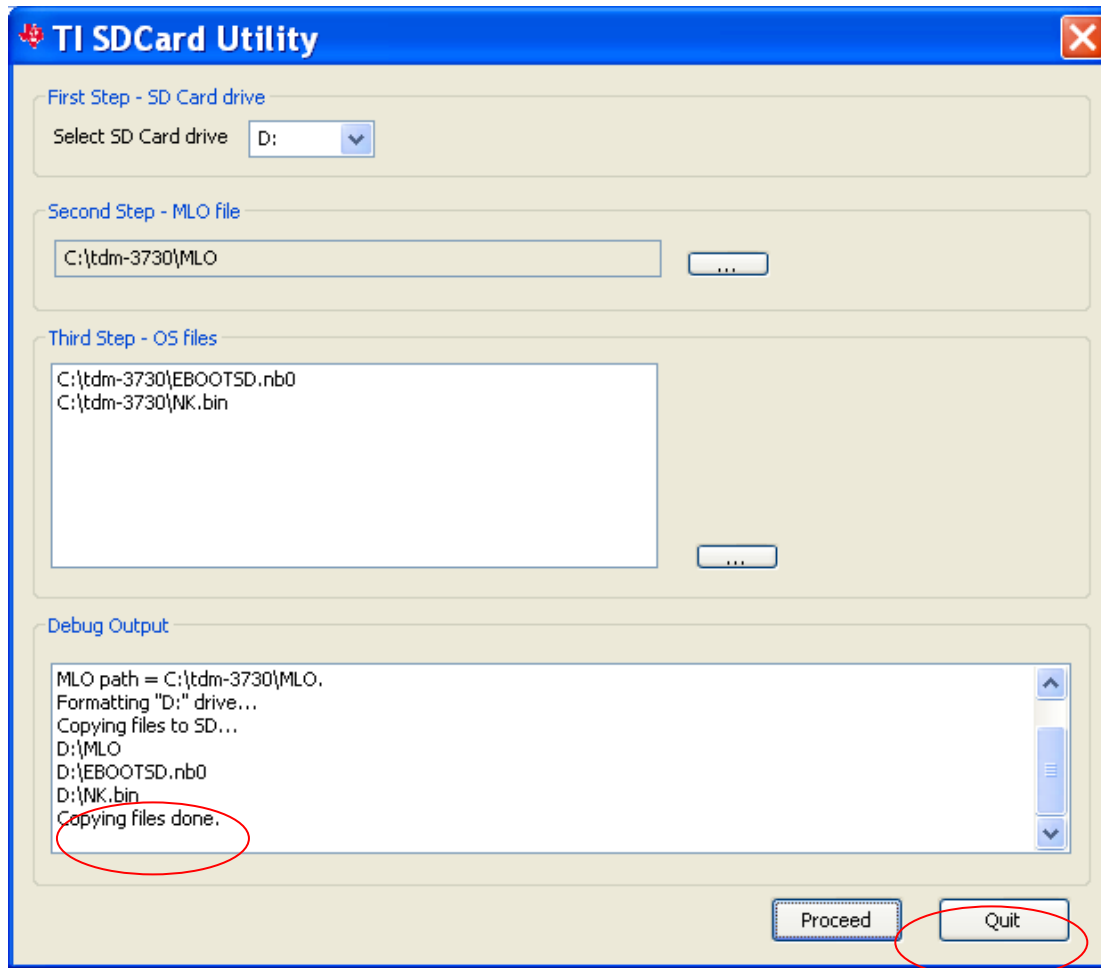 TI SDCard Utility
First Step - SD Card drive
Select SD Card drive D:
Second Step - MLO file
C:\tdm-3730\MLO
...
Third Step - OS files
C:\tdm-3730\EBOOTSD.nb0
C:\tdm-3730\NK.bin
...
Debug Output
MLO path = C:\tdm-3730\MLO.
Formatting "D:" drive...
Copying files to SD...
D:\MLO
D:\EBOOTSD.nb0
D:\NK.bin
Copying files done.
Proceed Quit